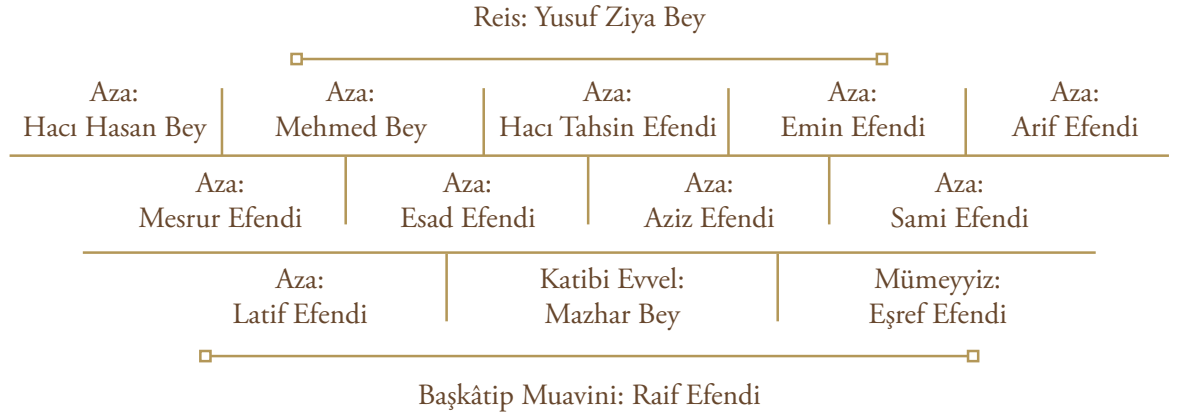 Reis: Yusuf Ziya Bey
Aza:
Hacı Hasan Bey
Aza:
Mehmed Bey
Aza:
Hacı Tahsin Efendi
Aza:
Emin Efendi
Aza:
Arif Efendi
Aza:
Mesrur Efendi
Aza:
Esad Efendi
Aza:
Aziz Efendi
Aza:
Sami Efendi
Aza:
Latif Efendi
Katibi Evvel:
Mazhar Bey
Mümeyyiz:
Eşref Efendi
Başkâtip Muavini: Raif Efendi